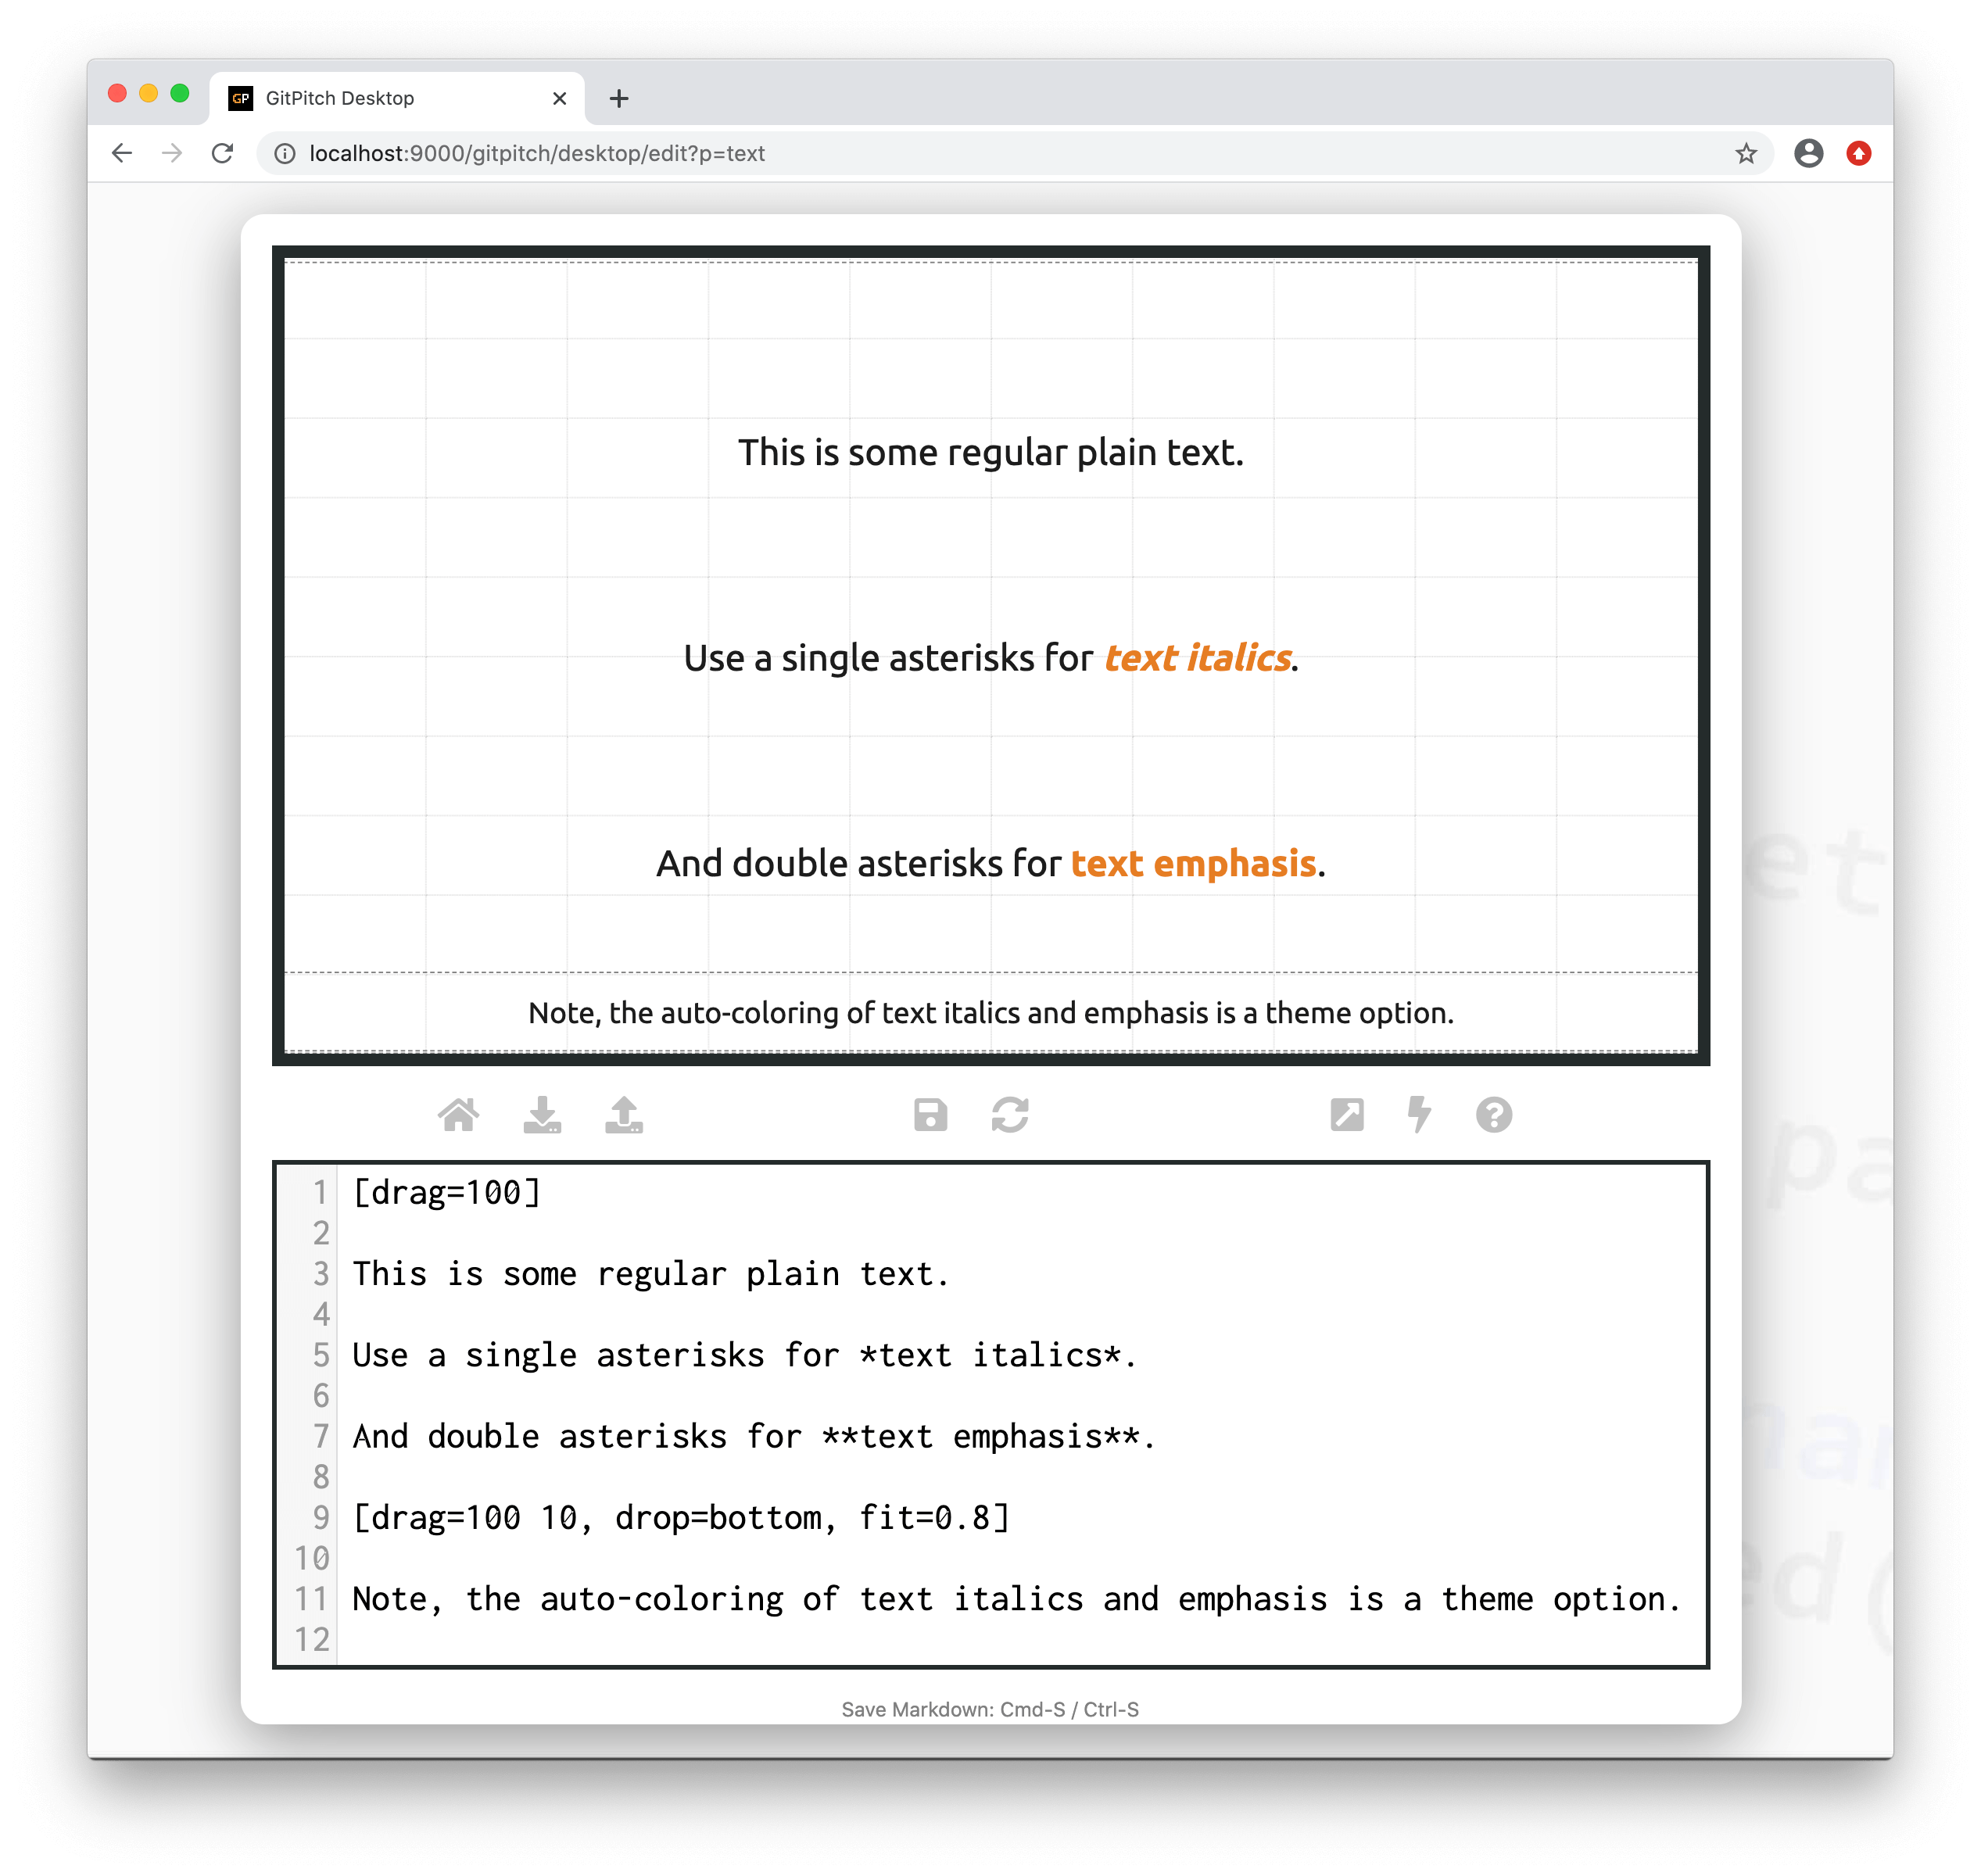 GP GitPitch Desktop
localhost:9000/gitpitch/desktop/edit?p=text
This is some regular plain text.
Use a single asterisks for text italics.
And double asterisks for text emphasis.
Note, the auto-coloring of text italics and emphasis is a theme option.
1 [drag=100]
2
3 This is some regular plain text.
4
5 Use a single asterisks for *text italics*.
6
7 And double asterisks for **text emphasis**.
8
9 [drag=100 10, drop=bottom, fit=0.8]
10
11 Note, the auto-coloring of text italics and emphasis is a theme option.
12
Save Markdown: Cmd-S / Ctrl-S